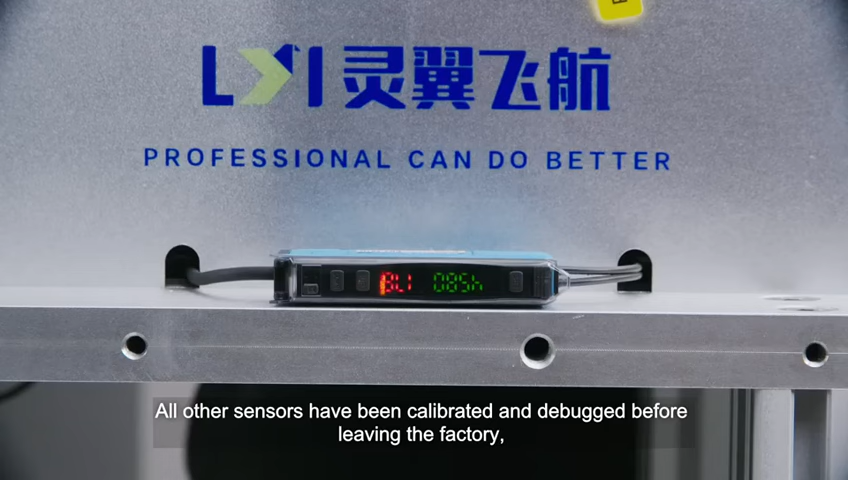 LYI 灵翼飞航
PROFESSIONAL CAN DO BETTER
All other sensors have been calibrated and debugged before
leaving the factory,